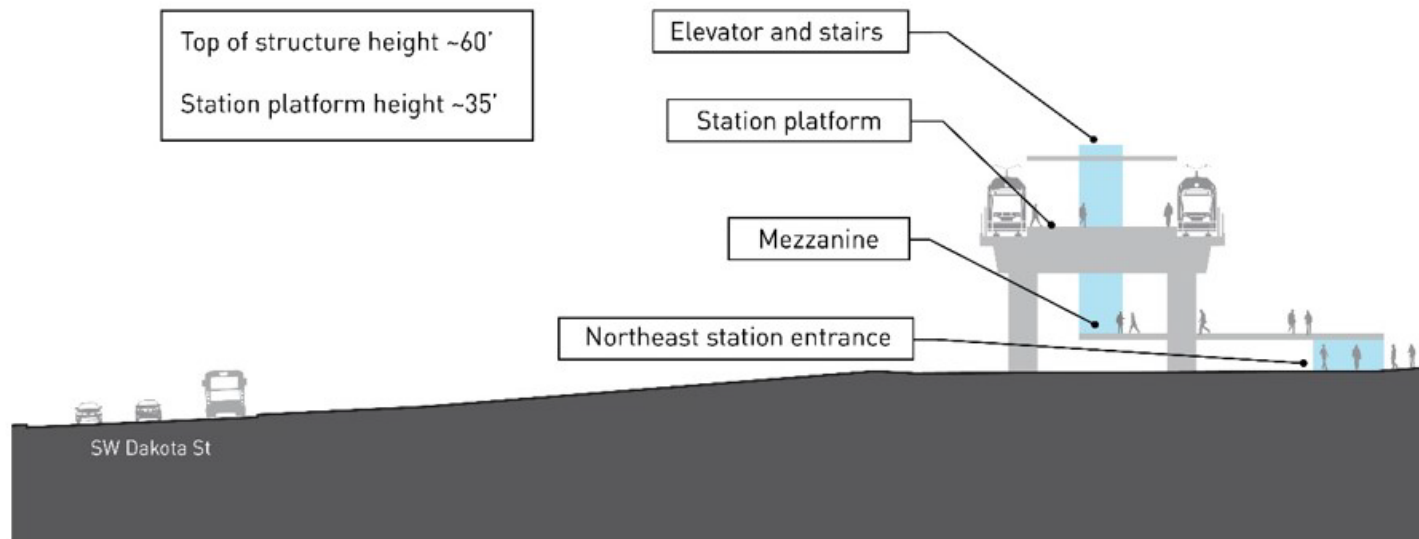 Top of structure height ~60’
Station platform height ~35’
Elevator and stairs
Station platform
Mezzanine
Northeast station entrance
SW Dakota St